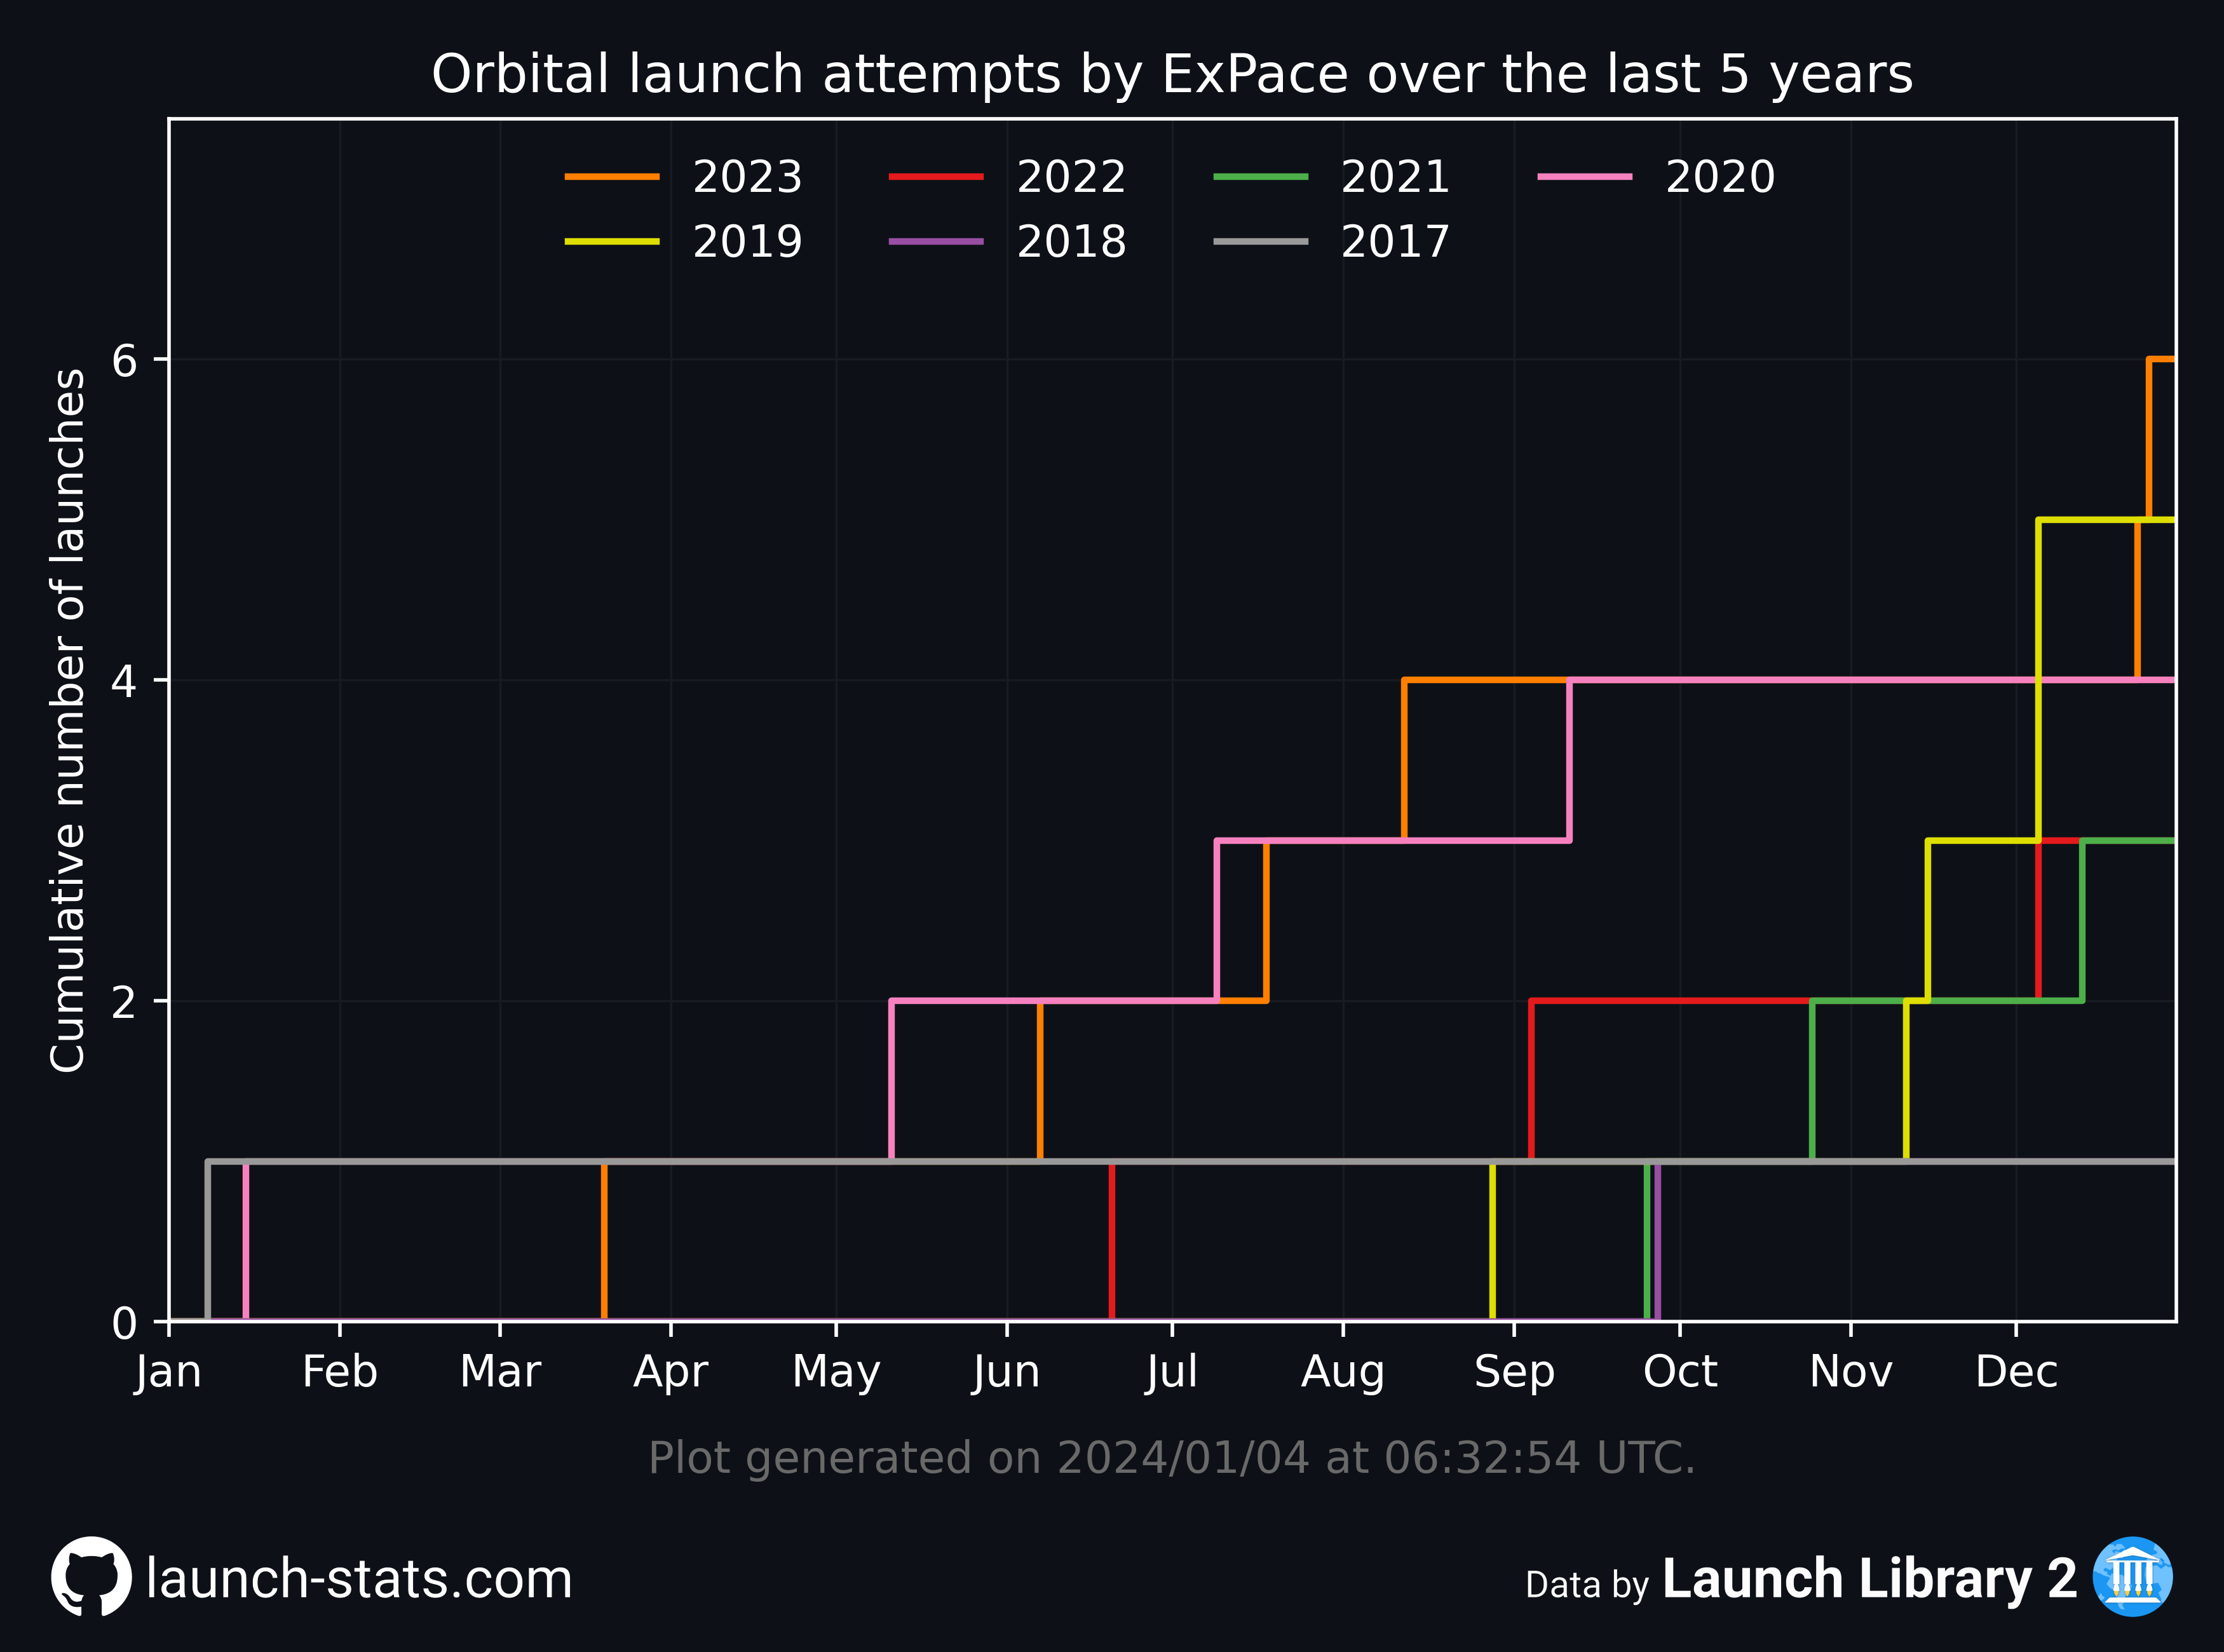 Orbital launch attempts by ExPace over the last 5 years
2023 2022 2021 2020
2019 2018 2017
Cumulative number of launches
6
4
2
0
Jan Feb Mar Apr May Jun Jul Aug Sep Oct Nov Dec
Plot generated on 2024/01/04 at 06:32:54 UTC.
launch-stats.com
Data by Launch Library 2